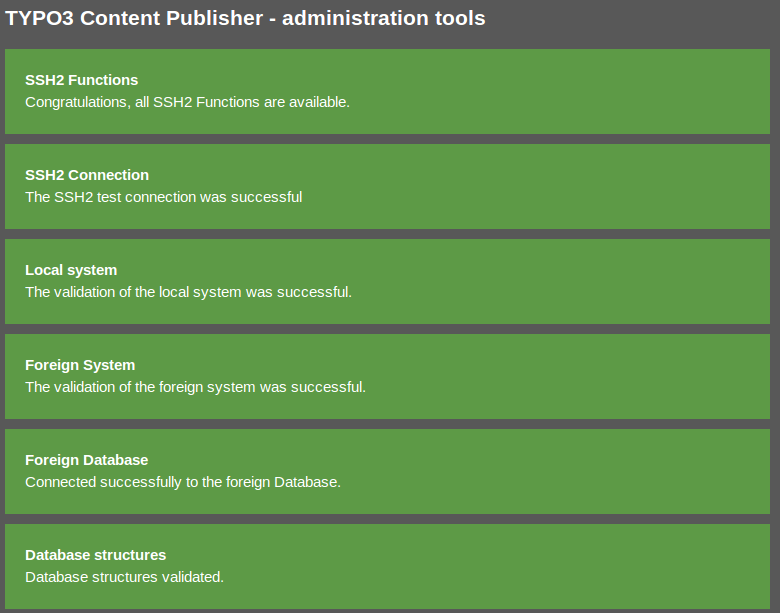 TYPO3 Content Publisher - administration tools
SSH2 Functions
Congratulations, all SSH2 Functions are available.
SSH2 Connection
The SSH2 test connection was successful
Local system
The validation of the local system was successful.
Foreign System
The validation of the foreign system was successful.
Foreign Database
Connected successfully to the foreign Database.
Database structures
Database structures validated.